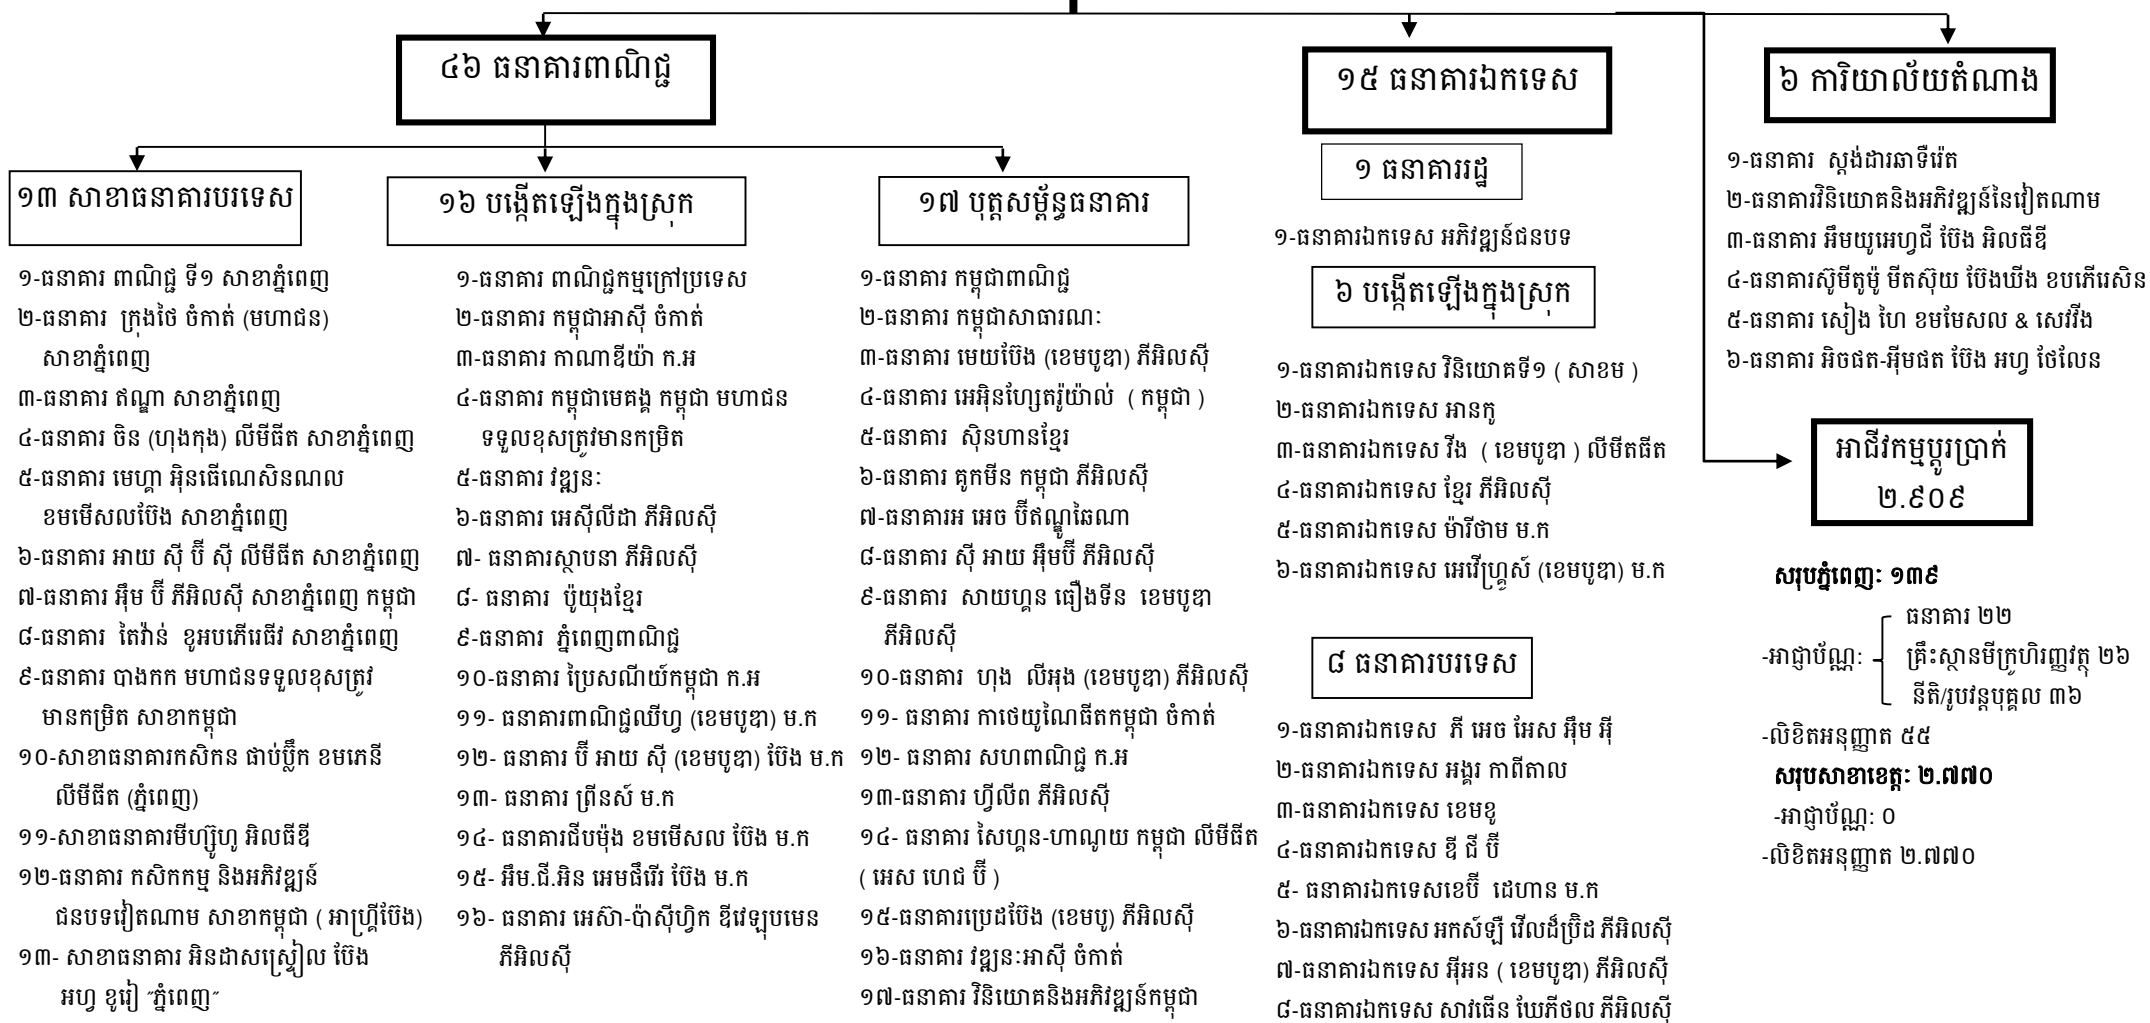 ៤៦ ធនាគារពាណិជ្ជ
១៣ សាខាធនាគារបរទេស
១-ធនាគារ ពាណិជ្ជ ទី១ សាខាភ្នំពេញ
២-ធនាគារ ក្រុងថៃ ចំកាត់ (មហាជន)
សាខាភ្នំពេញ
៣-ធនាគារ ឥណ្ឌា សាខាភ្នំពេញ
៤-ធនាគារ ចិន (ហុងកុង) លីមីធីត សាខាភ្នំពេញ
៥-ធនាគារ មេហ្គា អ៊ិនធើណេសិនណល
ខមមើសលប៊ែង សាខាភ្នំពេញ
៦-ធនាគារ អាយ ស៊ី ប៊ី ស៊ី លីមីធីត សាខាភ្នំពេញ
៧-ធនាគារ អ៊ឹម ប៊ី ភីអិលស៊ី សាខាភ្នំពេញ កម្ពុជា
៨-ធនាគារ តៃវ៉ាន់ ខូអបភើរេធីវ សាខាភ្នំពេញ
៩-ធនាគារ បាងកក មហាជនទទួលខុសត្រូវ
មានកម្រិត សាខាកម្ពុជា
១០-សាខាធនាគារកសិកន ផាប់ប្លឹក ខមភេនី
លីមីធីត (ភ្នំពេញ)
១១-សាខាធនាគារមីហ្ស៊ូហូ អិលធីឌី
១២-ធនាគារ កសិកកម្ម និងអភិវឌ្ឍន៍
ជនបទវៀតណាម សាខាកម្ពុជា ( អាហ្រ្គីប៊ែង)
១៣- សាខាធនាគារ អិនដាសស្ទ្រៀល ប៊ែង
អហ្វ ខូរៀ ˝ភ្នំពេញ˝
១៦ បង្កើតឡើងក្នុងស្រុក
១-ធនាគារ ពាណិជ្ជកម្មក្រៅប្រទេស
២-ធនាគារ កម្ពុជាអាស៊ី ចំកាត់
៣-ធនាគារ កាណាឌីយ៉ា ក.អ
៤-ធនាគារ កម្ពុជាមេគង្គ កម្ពុជា មហាជន
ទទួលខុសត្រូវមានកម្រិត
៥-ធនាគារ វឌ្ឍនៈ
៦-ធនាគារ អេស៊ីលីដា ភីអិលស៊ី
៧- ធនាគារស្ថាបនា ភីអិលស៊ី
៨- ធនាគារ ប៉ូយុងខ្មែរ
៩-ធនាគារ ភ្នំពេញពាណិជ្ជ
១០-ធនាគារ ប្រៃសណីយ៍កម្ពុជា ក.អ
១១- ធនាគារពាណិជ្ជឈីហ្វ (ខេមបូឌា) ម.ក
១២- ធនាគារ ប៊ី អាយ ស៊ី (ខេមបូឌា) ប៊ែង ម.ក
១៣- ធនាគារ ព្រីនស៍ ម.ក
១៤- ធនាគារជីបម៉ុង ខមមើសល ប៊ែង ម.ក
១៥- អឹម.ជី.អិន អេមផឹរើរ ប៊ែង ម.ក
១៦- ធនាគារ អេស៊ា-ប៉ាស៊ីហ្វិក ឌីវេឡុបមេន
ភីអិលស៊ី
១៧ បុត្តសម្ព័ន្ធធនាគារ
១-ធនាគារ កម្ពុជាពាណិជ្ជ
២-ធនាគារ កម្ពុជាសាធារណៈ
៣-ធនាគារ មេយប៊ែង (ខេមបូឌា) ភីអិលស៊ី
៤-ធនាគារ អេអ៊ិនហ្សែតរ៉ូយ៉ាល់ ( កម្ពុជា )
៥-ធនាគារ ស៊ិនហានខ្មែរ
៦-ធនាគារ គូកមីន កម្ពុជា ភីអិលស៊ី
៧-ធនាគារអ អេច ប៊ីឥណ្ឌូឆៃណា
៨-ធនាគារ ស៊ី អាយ អ៊ឹមប៊ី ភីអិលស៊ី
៩-ធនាគារ សាយហ្គន ធឿងទីន ខេមបូឌា
ភីអិលស៊ី
១០-ធនាគារ ហុង លីអុង (ខេមបូឌា) ភីអិលស៊ី
១១- ធនាគារ កាថេយូណៃធីតកម្ពុជា ចំកាត់
១២- ធនាគារ សហពាណិជ្ជ ក.អ
១៣-ធនាគារ ហ្វីលីព ភីអិលស៊ី
១៤- ធនាគារ សៃហ្គន-ហាណូយ កម្ពុជា លីមីធីត
( អេស ហេជ ប៊ី )
១៥-ធនាគារប្រេដប៊ែង (ខេមបូ) ភីអិលស៊ី
១៦-ធនាគារ វឌ្ឍនៈអាស៊ី ចំកាត់
១៧-ធនាគារ វិនិយោគនិងអភិវឌ្ឍន៍កម្ពុជា
១៥ ធនាគារឯកទេស
១ ធនាគាររដ្ឋ
១-ធនាគារឯកទេស អភិវឌ្ឍន៍ជនបទ
៦ បង្កើតឡើងក្នុងស្រុក
១-ធនាគារឯកទេស វិនិយោគទី១ ( សាខម )
២-ធនាគារឯកទេស អានកូ
៣-ធនាគារឯកទេស វីង ( ខេមបូឌា ) លីមីតធីត
៤-ធនាគារឯកទេស ខ្មែរ ភីអិលស៊ី
៥-ធនាគារឯកទេស ម៉ារីថាម ម.ក
៦-ធនាគារឯកទេស អេវើហ្គ្រូស៍ (ខេមបូឌា) ម.ក
៨ ធនាគារបរទេស
១-ធនាគារឯកទេស ភី អេច អែស អ៊ឹម អ៊ី
២-ធនាគារឯកទេស អង្គរ កាពីតាល
៣-ធនាគារឯកទេស ខេមខូ
៤-ធនាគារឯកទេស ឌី ជី ប៊ី
៥- ធនាគារឯកទេសខេប៊ី ដេហាន ម.ក
៦-ធនាគារឯកទេស អកស៍ឡឺ វើលដ៏ប្រ៊ិដ ភីអិលស៊ី
៧-ធនាគារឯកទេស អ៊ីអន ( ខេមបូឌា) ភីអិលស៊ី
៨-ធនាគារឯកទេស សាវធើន ឃែភីថល ភីអិលស៊ី
៦ ការិយាល័យតំណាង
១-ធនាគារ ស្តង់ដារឆាទឺរ៉េត
២-ធនាគារវិនិយោគនិងអភិវឌ្ឍន៍នៃវៀតណាម
៣-ធនាគារ អឹមយូអេហ្វជី ប៊ែង អិលធីឌី
៤-ធនាគារស៊ូមីតូម៉ូ មីតស៊ុយ ប៊ែងឃីង ខបភើរេសិន
៥-ធនាគារ សៀង ហៃ ខមមែសល & សេវវីង
៦-ធនាគារ អិចផត-អ៊ីមផត ប៊ែង អហ្វ ថែលែន
អាជីវកម្មប្តូរប្រាក់
២.៩០៩
សរុបភ្នំពេញៈ ១៣៩
ធនាគារ ២២
-អាជ្ញាប័ណ្ណៈ គ្រឹះស្ថានមីក្រូហិរញ្ញវត្ថុ ២៦
នីតិ/រូបវន្តបុគ្គល ៣៦
-លិខិតអនុញ្ញាត ៥៥
សរុបសាខាខេត្តៈ ២.៧៧០
-អាជ្ញាប័ណ្ណៈ ០
-លិខិតអនុញ្ញាត ២.៧៧០